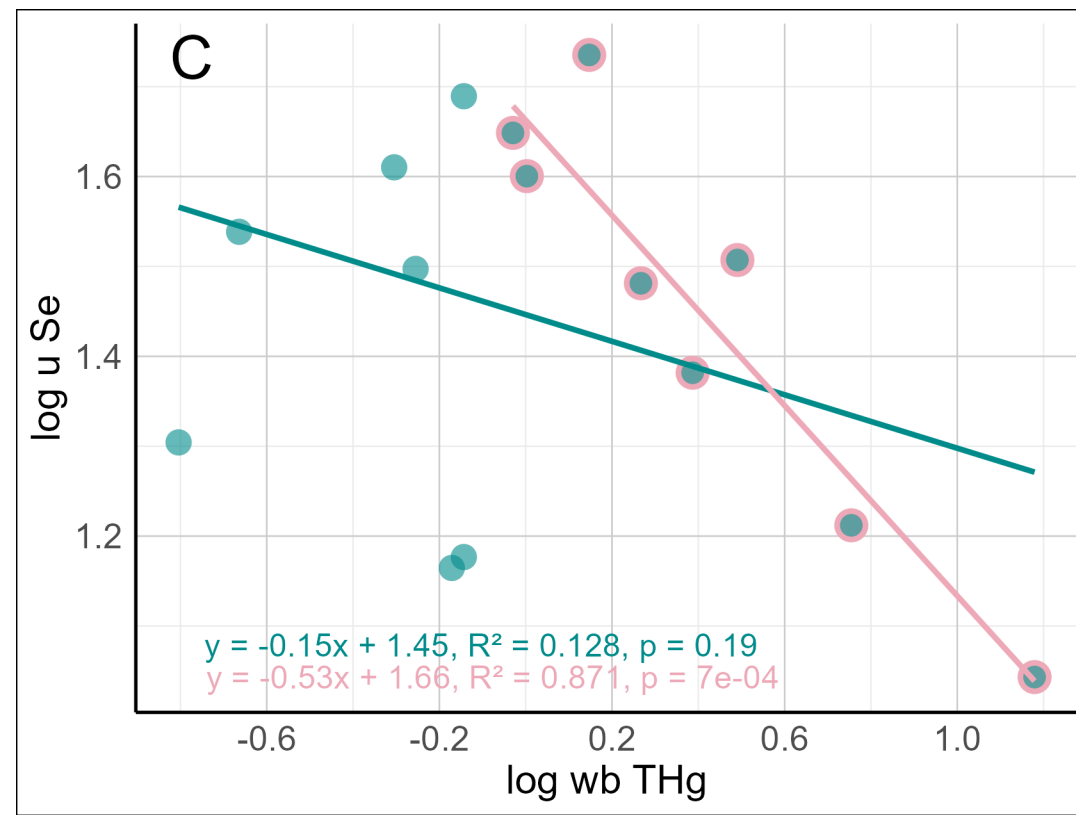 C
1.6
1.4
1.2
log u Se
y = -0.15x + 1.45, R² = 0.128, p = 0.19
y = -0.53x + 1.66, R² = 0.871, p = 7e-04
-0.6 -0.2 0.2 0.6 1.0
log wb THg